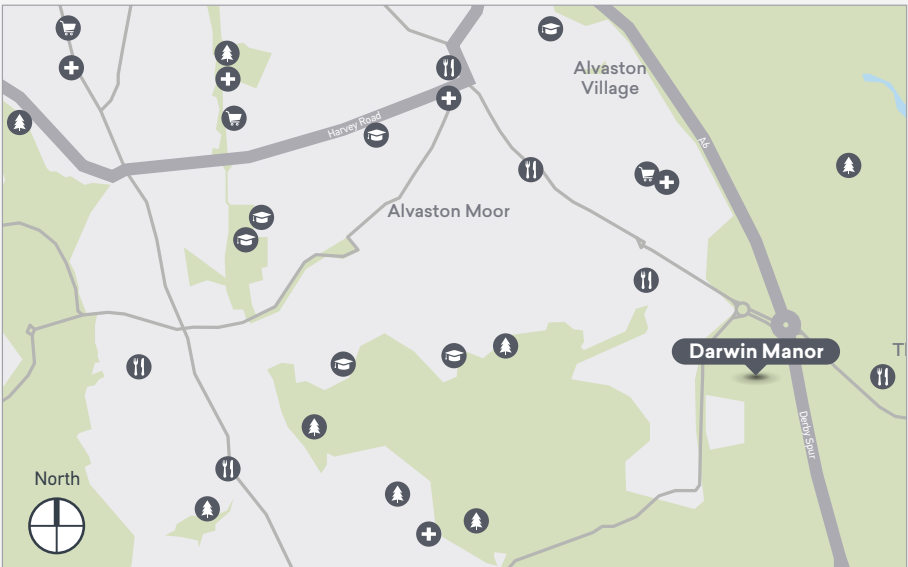 Alvaston
Village
Harvey Road
A6
Alvaston Moor
Darwin Manor
Derby Spur
North